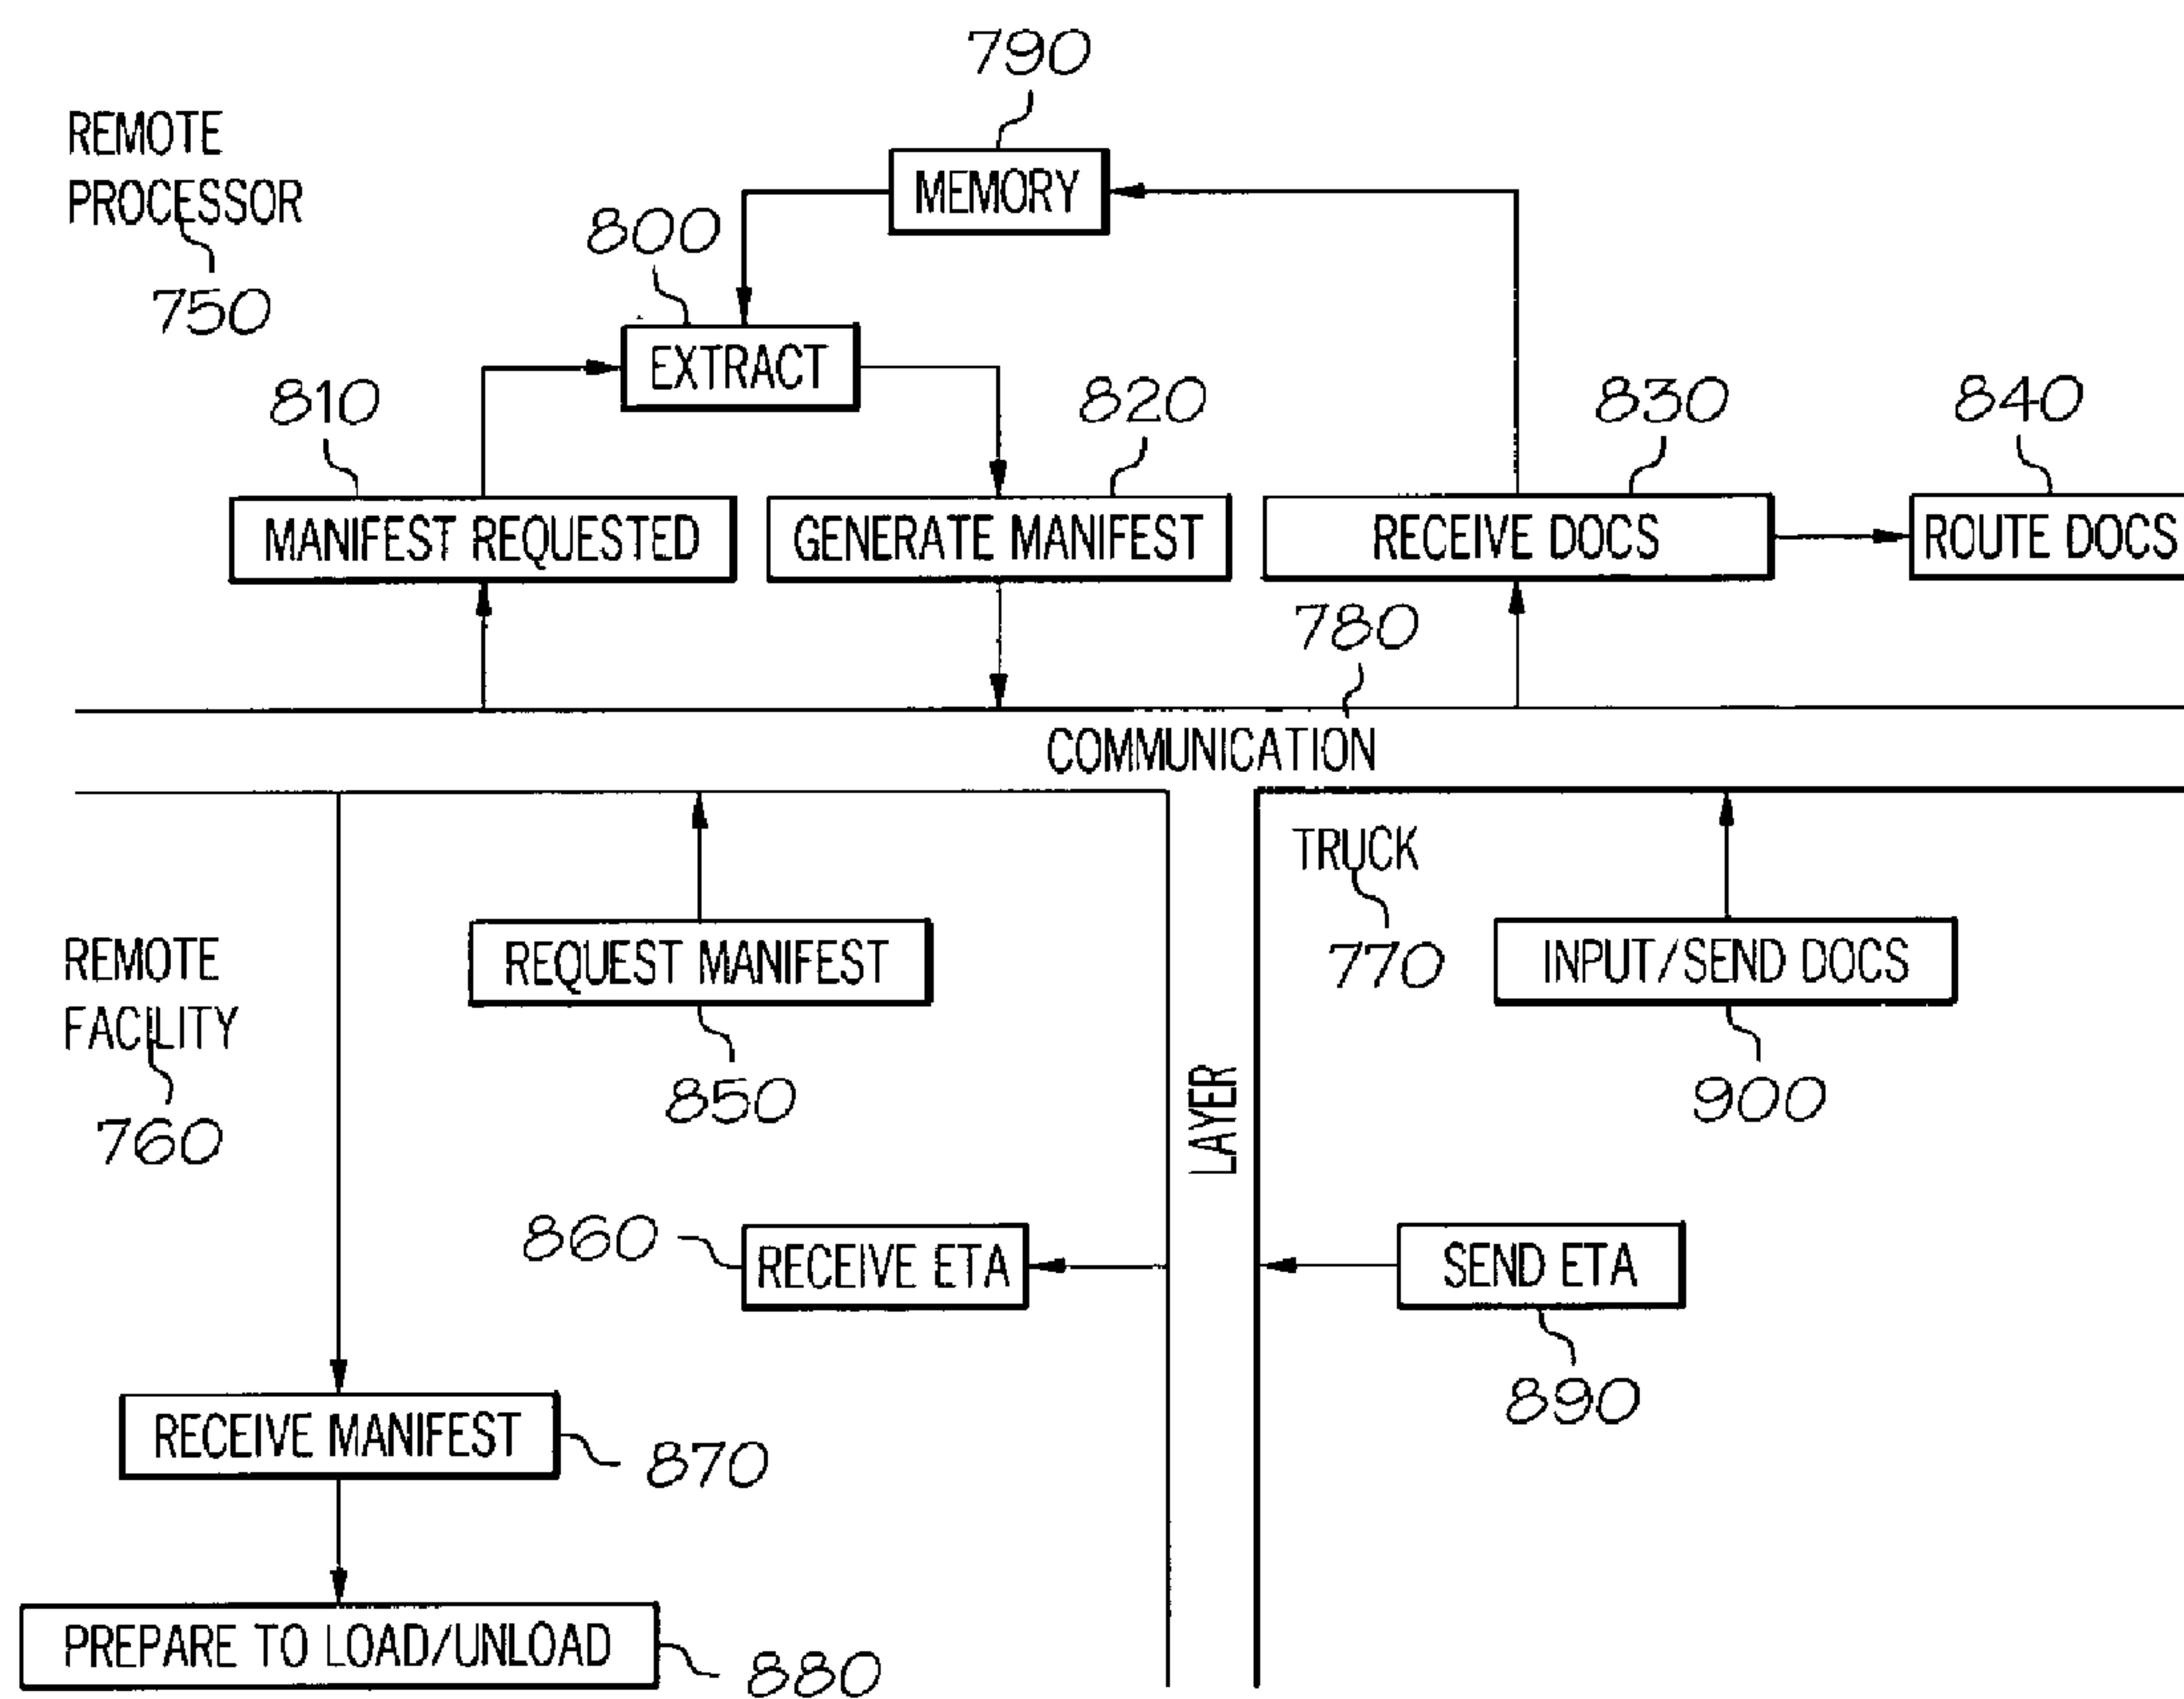 790
REMOTE
PROCESSOR
750
MEMORY
800
EXTRACT
810
820
830
840
MANIFEST REQUESTED
GENERATE MANIFEST
RECEIVE DOCS
ROUTE DOCS
780
COMMUNICATION
LAYER
TRUCK
770
REMOTE
FACILITY
760
REQUEST MANIFEST
850
INPUT/SEND DOCS
900
860
RECEIVE ETA
SEND ETA
890
RECEIVE MANIFEST
870
PREPARE TO LOAD/UNLOAD
880